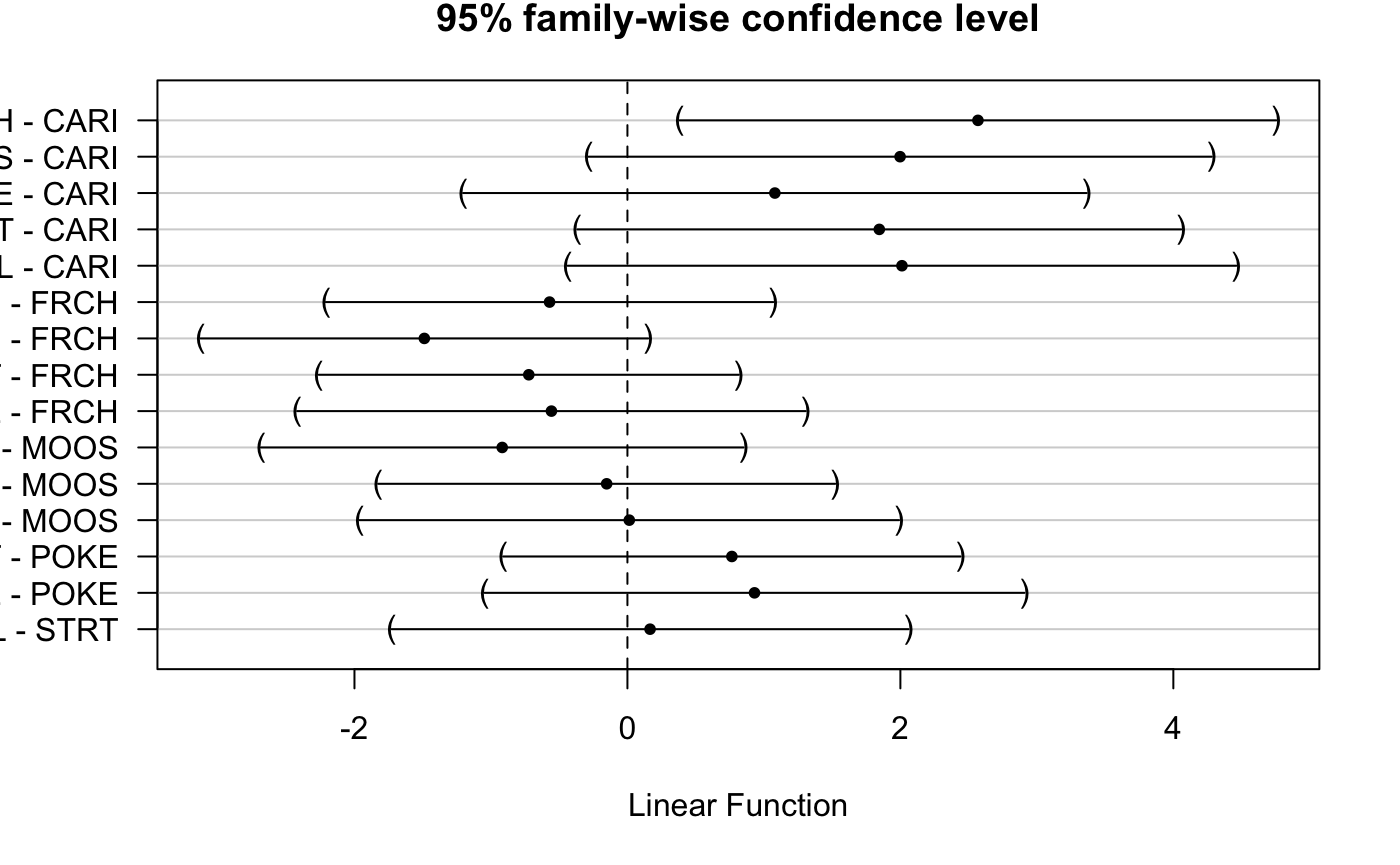 95% family-wise confidence level
H - CARI
S - CARI
E - CARI
T - CARI
L - CARI
- FRCH
- FRCH
- FRCH
- FRCH
- MOOS
- MOOS
- MOOS
- POKE
- POKE
L - STRT
-2 0 2 4
Linear Function